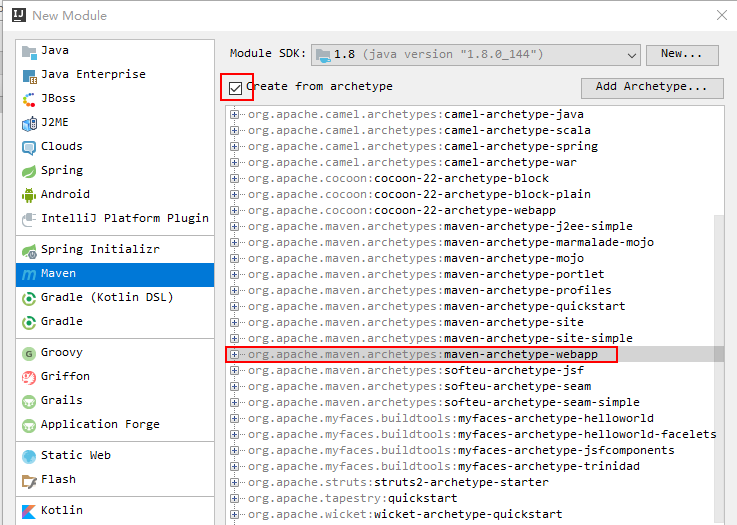 New Module
Java
Java Enterprise
JBoss
J2ME
Clouds
Spring
Android
IntelliJ Platform Plugin
Spring Initializr
Maven
Gradle (Kotlin DSL)
Gradle
Groovy
Griffon
Grails
Application Forge
Static Web
Flash
Kotlin
Module SDK: 1.8 (java version "1.8.0_144") New...
Create from archetype Add Archetype...
org.apache.camel.archetypes:camel-archetype-java
org.apache.camel.archetypes:camel-archetype-scala
org.apache.camel.archetypes:camel-archetype-spring
org.apache.camel.archetypes:camel-archetype-war
org.apache.cocoon:cocoon-22-archetype-block
org.apache.cocoon:cocoon-22-archetype-block-plain
org.apache.cocoon:cocoon-22-archetype-webapp
org.apache.maven.archetypes:maven-archetype-j2ee-simple
org.apache.maven.archetypes:maven-archetype-marmalade-mojo
org.apache.maven.archetypes:maven-archetype-mojo
org.apache.maven.archetypes:maven-archetype-portlet
org.apache.maven.archetypes:maven-archetype-profiles
org.apache.maven.archetypes:maven-archetype-quickstart
org.apache.maven.archetypes:maven-archetype-site
org.apache.maven.archetypes:maven-archetype-site-simple
org.apache.maven.archetypes:maven-archetype-webapp
org.apache.maven.archetypes:softeu-archetype-jsf
org.apache.maven.archetypes:softeu-archetype-seam
org.apache.maven.archetypes:softeu-archetype-seam-simple
org.apache.myfaces.buildtools:myfaces-archetype-helloworld
org.apache.myfaces.buildtools:myfaces-archetype-helloworld-facelets
org.apache.myfaces.buildtools:myfaces-archetype-jsfcomponents
org.apache.myfaces.buildtools:myfaces-archetype-trinidad
org.apache.struts:struts2-archetype-starter
org.apache.tapestry:quickstart
org.apache.wicket:wicket-archetype-quickstart